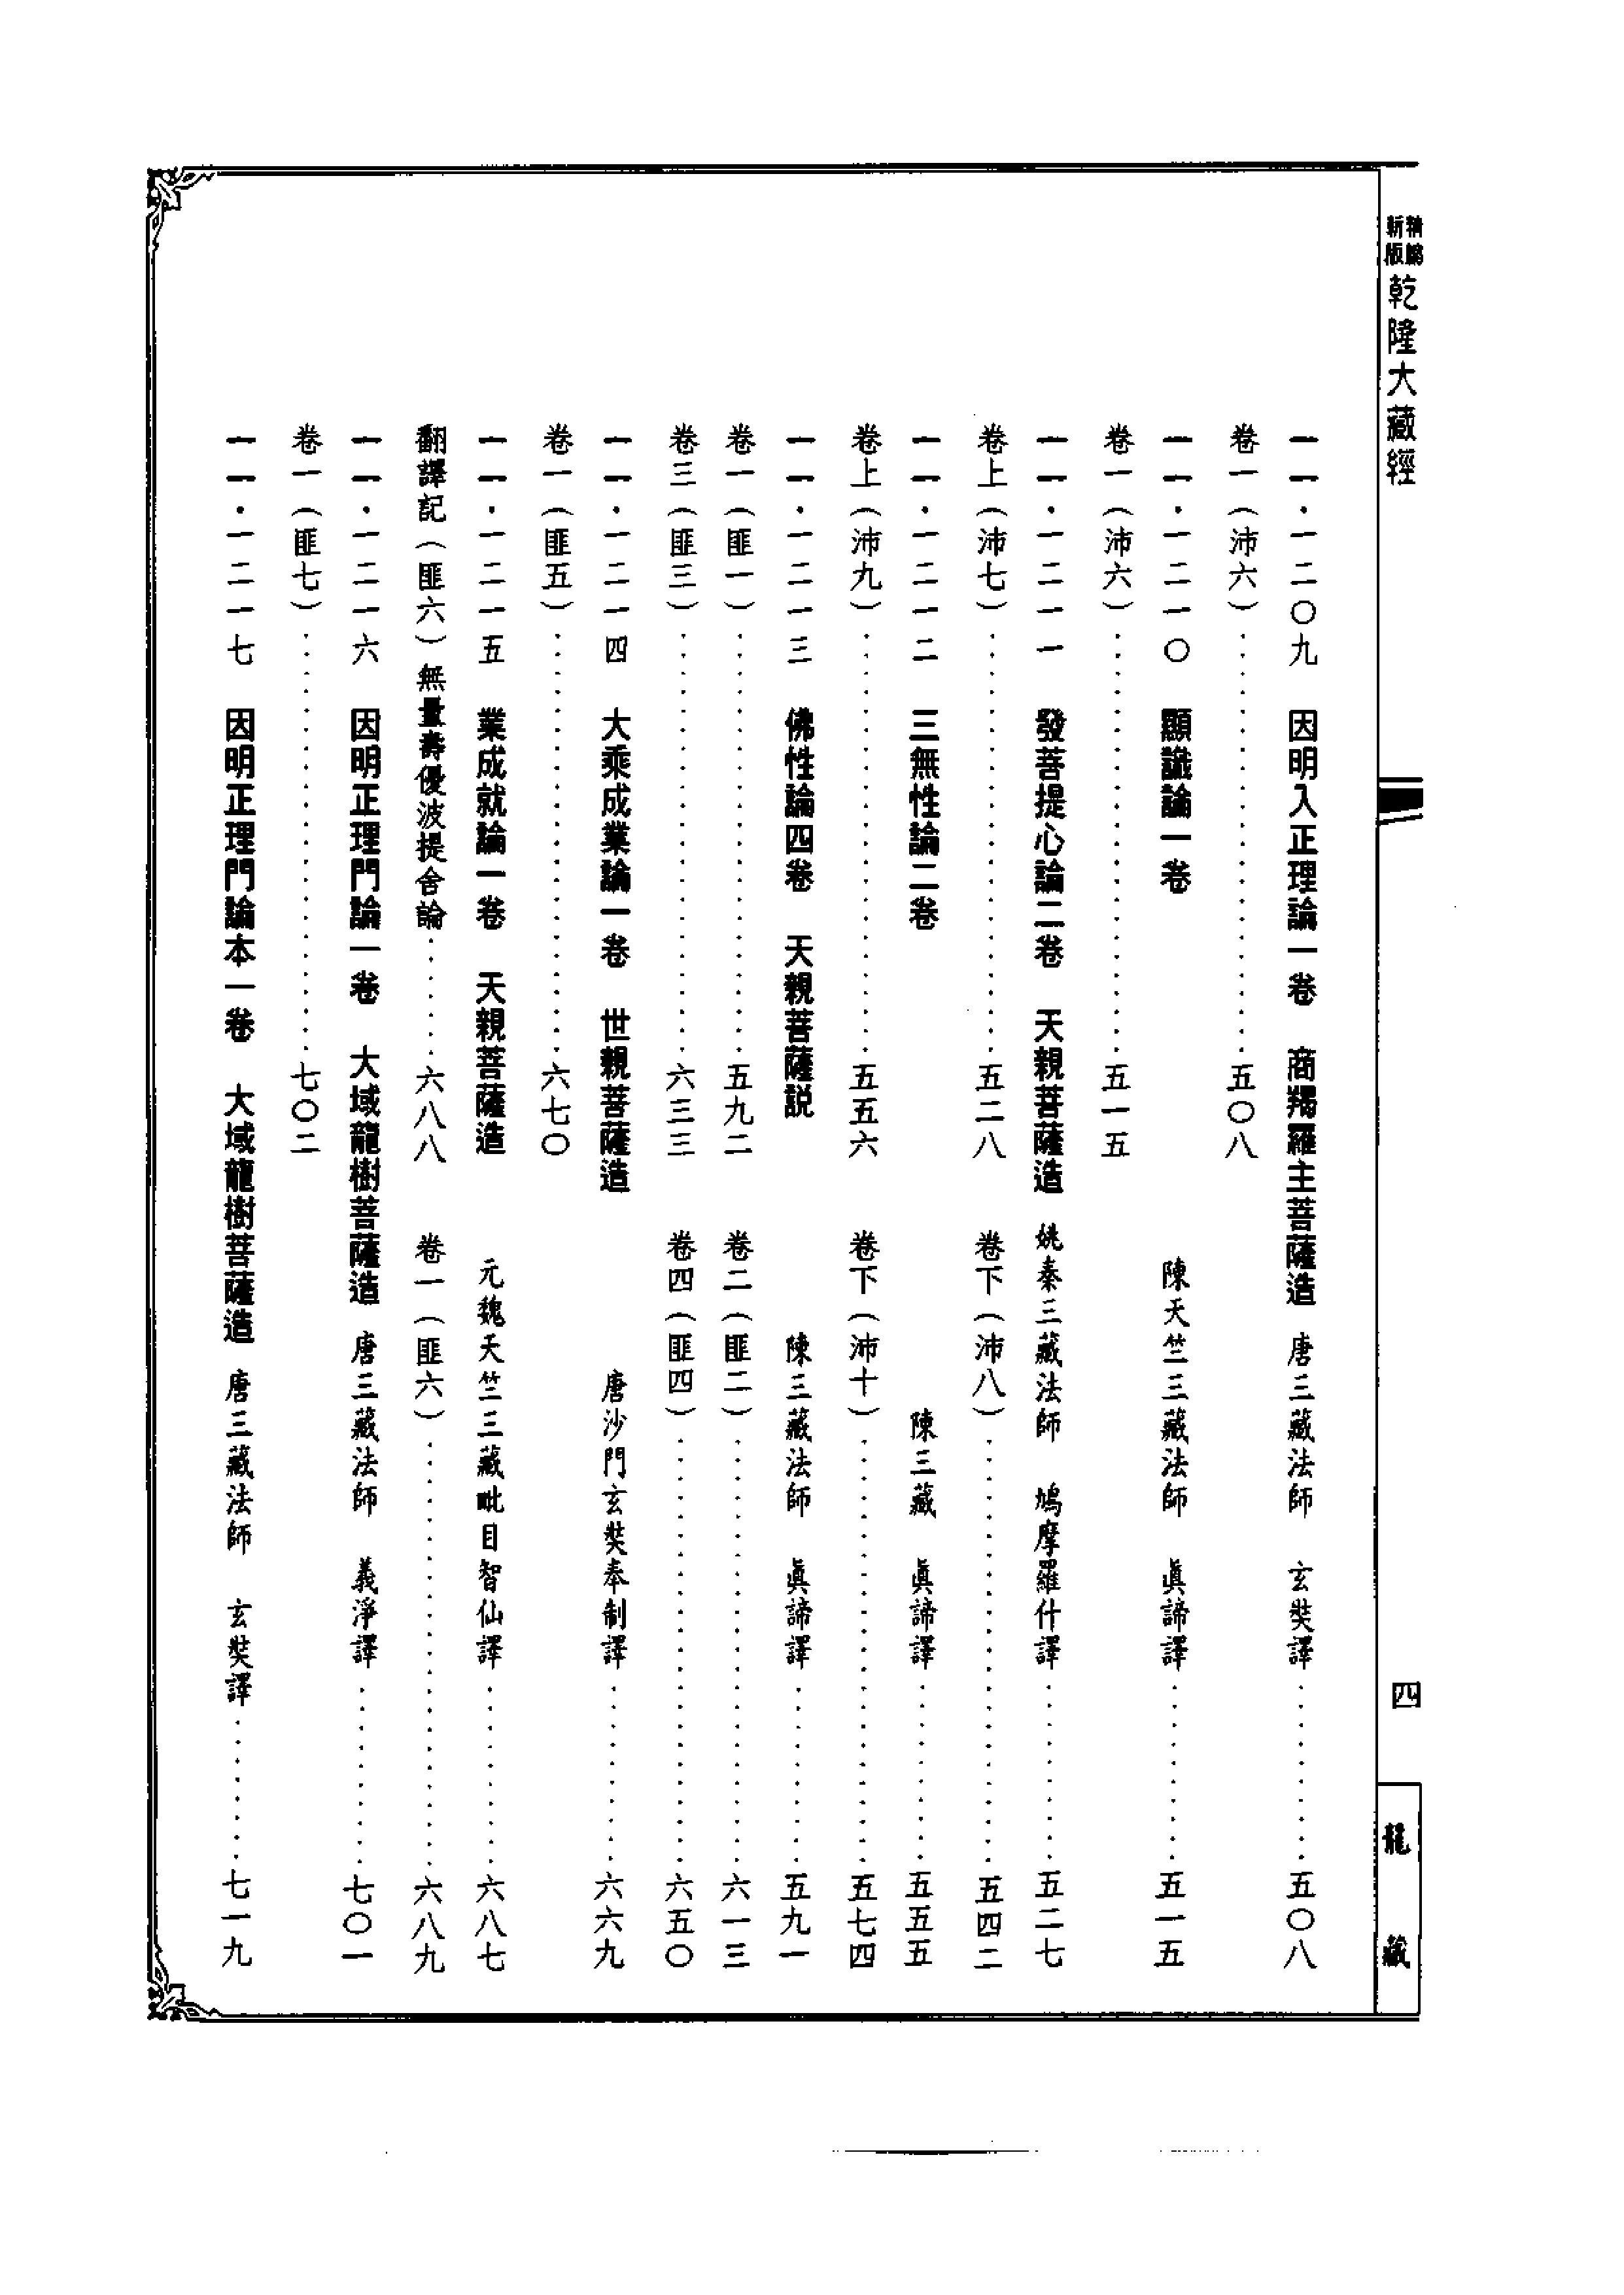 新版
精編
乾隆大藏經
四
龍藏
一一·一二〇九　因明入正理論一卷　商羯羅主菩薩造　唐三藏法師　玄奘譯··········五〇八
卷一（沛六）·······················五〇八
一一·一二一〇　顯識論一卷　陳天竺三藏法師　眞諦譯··········五一五
卷一（沛六）·······················五一五
一一·一二一一　發菩提心論二卷　天親菩薩造　姚秦三藏法師　鳩摩羅什譯··········五二七
卷上（沛七）·······················五二八　卷下（沛八）·······················五四二
一一·一二一二　三無性論二卷　陳三藏　眞諦譯··········五五五
卷上（沛九）·······················五五六　卷下（沛十）·······················五七四
一一·一二一三　佛性論四卷　天親菩薩説　陳三藏法師　眞諦譯··········五九一
卷一（匪一）·······················五九二　卷二（匪二）·······················六一三
卷三（匪三）·······················六三三　卷四（匪四）·······················六五〇
一一·一二一四　大乘成業論一卷　世親菩薩造　唐沙門玄奘奉制譯··········六六九
卷一（匪五）·······················六七〇
一一·一二一五　業成就論一卷　天親菩薩造　元魏天竺三藏毗目智仙譯··········六八七
翻譯記（匪六）無量壽優波提舍論·······六八八　卷一（匪六）·······················六八九
一一·一二一六　因明正理門論一卷　大域龍樹菩薩造　唐三藏法師　義淨譯··········七〇一
卷一（匪七）·······················七〇二
一一·一二一七　因明正理門論本一卷　大域龍樹菩薩造　唐三藏法師　玄奘譯········七一九